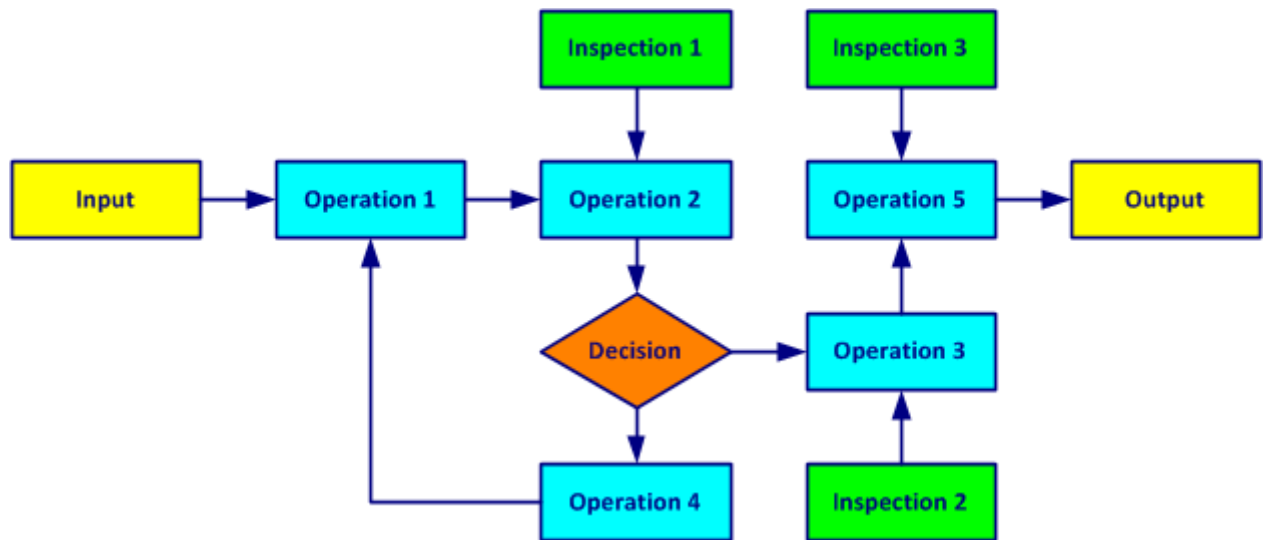 Inspection 1
Inspection 3
Input
Operation 1
Operation 2
Operation 5
Output
Decision
Operation 3
Operation 4
Inspection 2